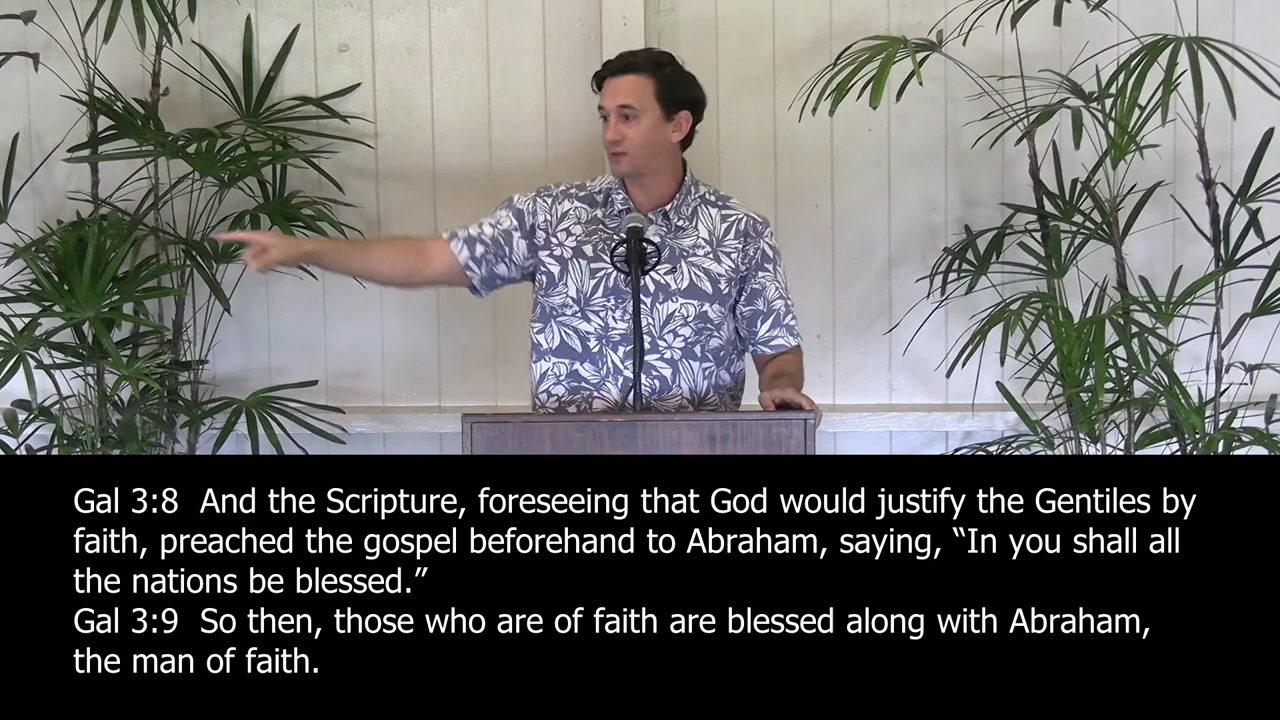 Gal 3:8  And the Scripture, foreseeing that God would justify the Gentiles by
faith, preached the gospel beforehand to Abraham, saying, “In you shall all
the nations be blessed.”
Gal 3:9  So then, those who are of faith are blessed along with Abraham,
the man of faith.